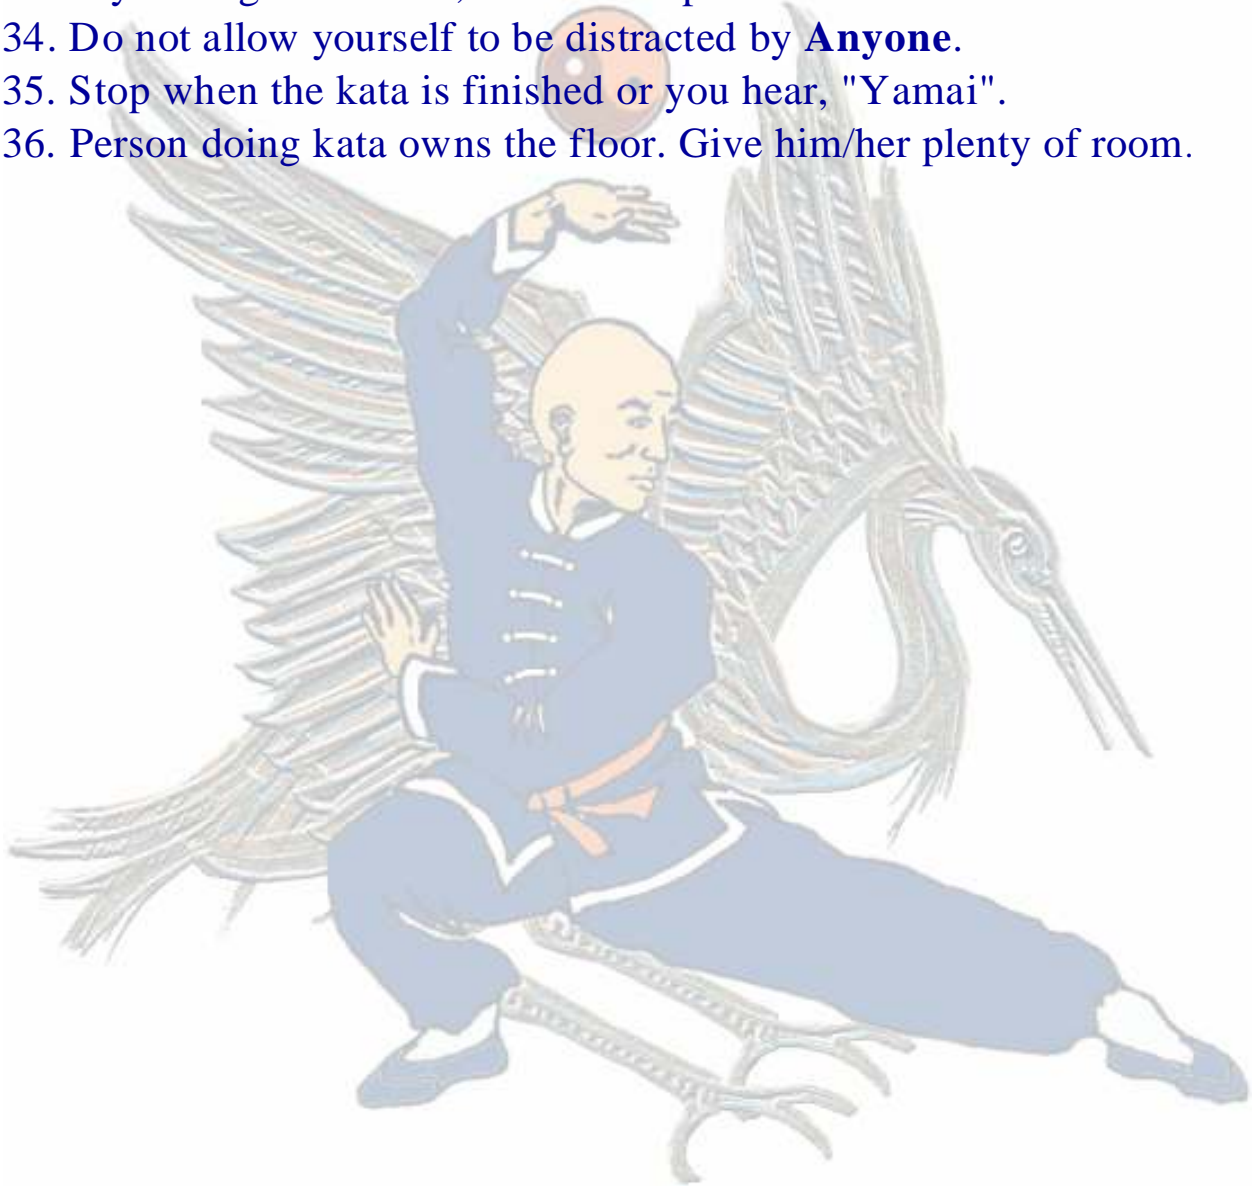 34. Do not allow yourself to be distracted by Anyone.
35. Stop when the kata is finished or you hear, "Yamai".
36. Person doing kata owns the floor. Give him/her plenty of room.